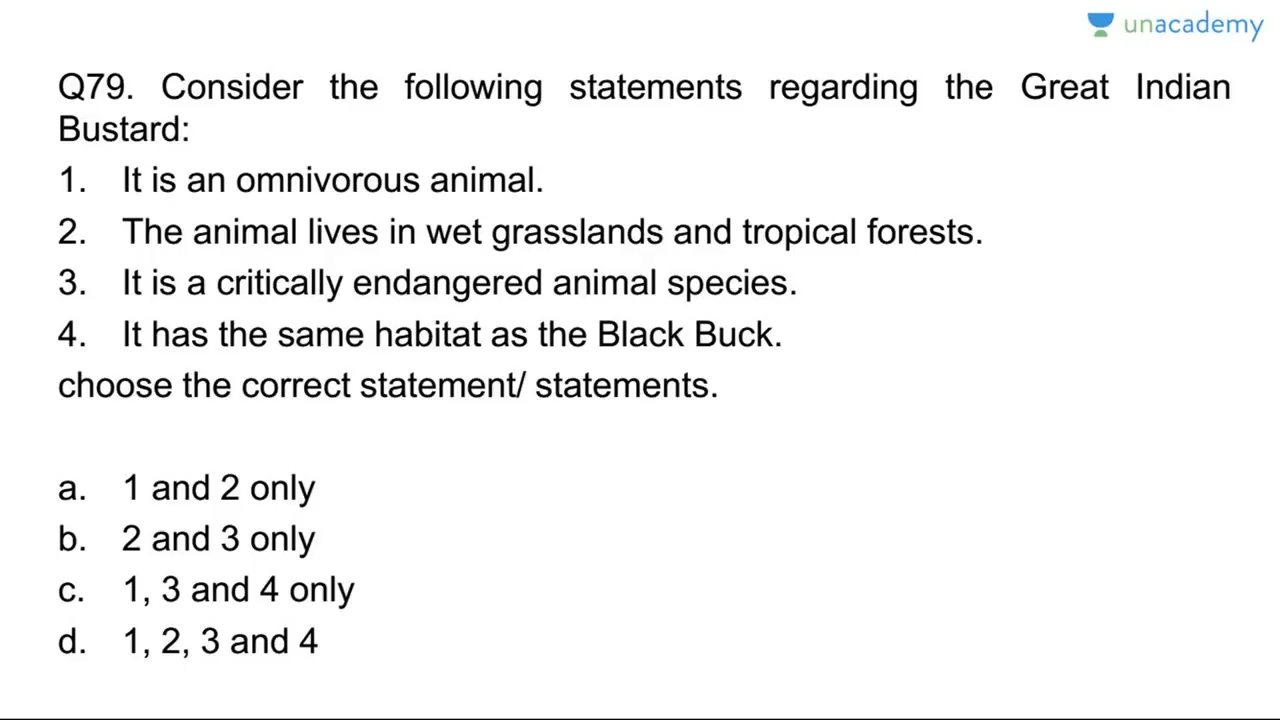 unacademy
Q79. Consider the following statements regarding the Great Indian
Bustard:
1. It is an omnivorous animal.
2. The animal lives in wet grasslands and tropical forests.
3. It is a critically endangered animal species.
4. It has the same habitat as the Black Buck.
choose the correct statement/ statements.
a. 1 and 2 only
b. 2 and 3 only
c. 1, 3 and 4 only
d. 1, 2, 3 and 4